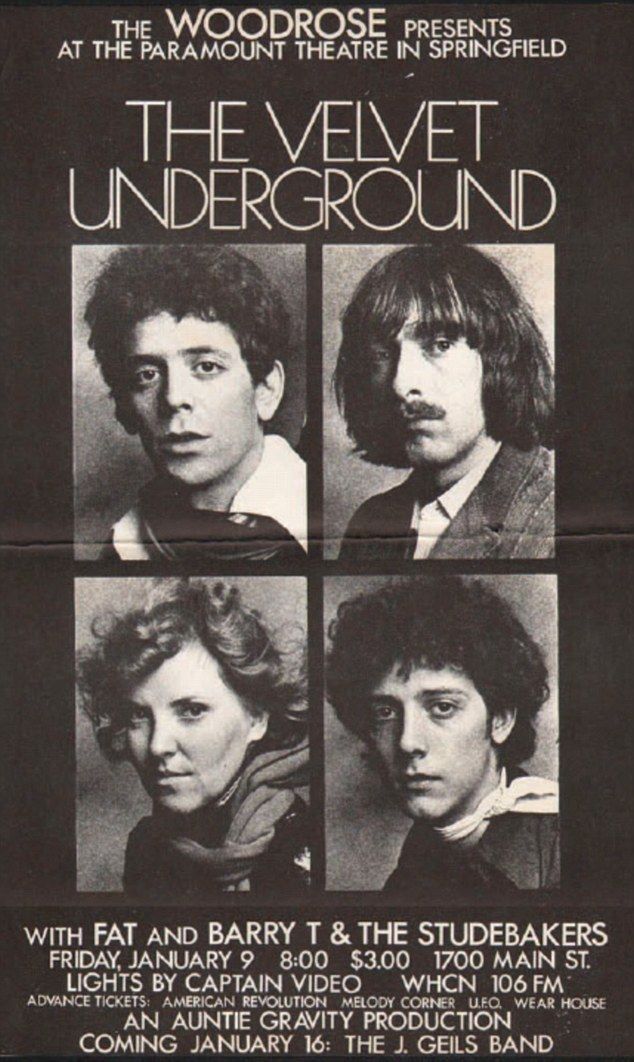 THE WOODROSE PRESENTS
AT THE PARAMOUNT THEATRE IN SPRINGFIELD
THE VELVET
UNDERGROUND
WITH FAT AND BARRY T & THE STUDEBAKERS
FRIDAY, JANUARY 9 8:00 $3.00 1700 MAIN ST.
LIGHTS BY CAPTAIN VIDEO WHCN 106 FM
ADVANCE TICKETS: AMERICAN REVOLUTION MELODY CORNER U.F.O. WEAR HOUSE
AN AUNTIE GRAVITY PRODUCTION
COMING JANUARY 16: THE J. GEILS BAND